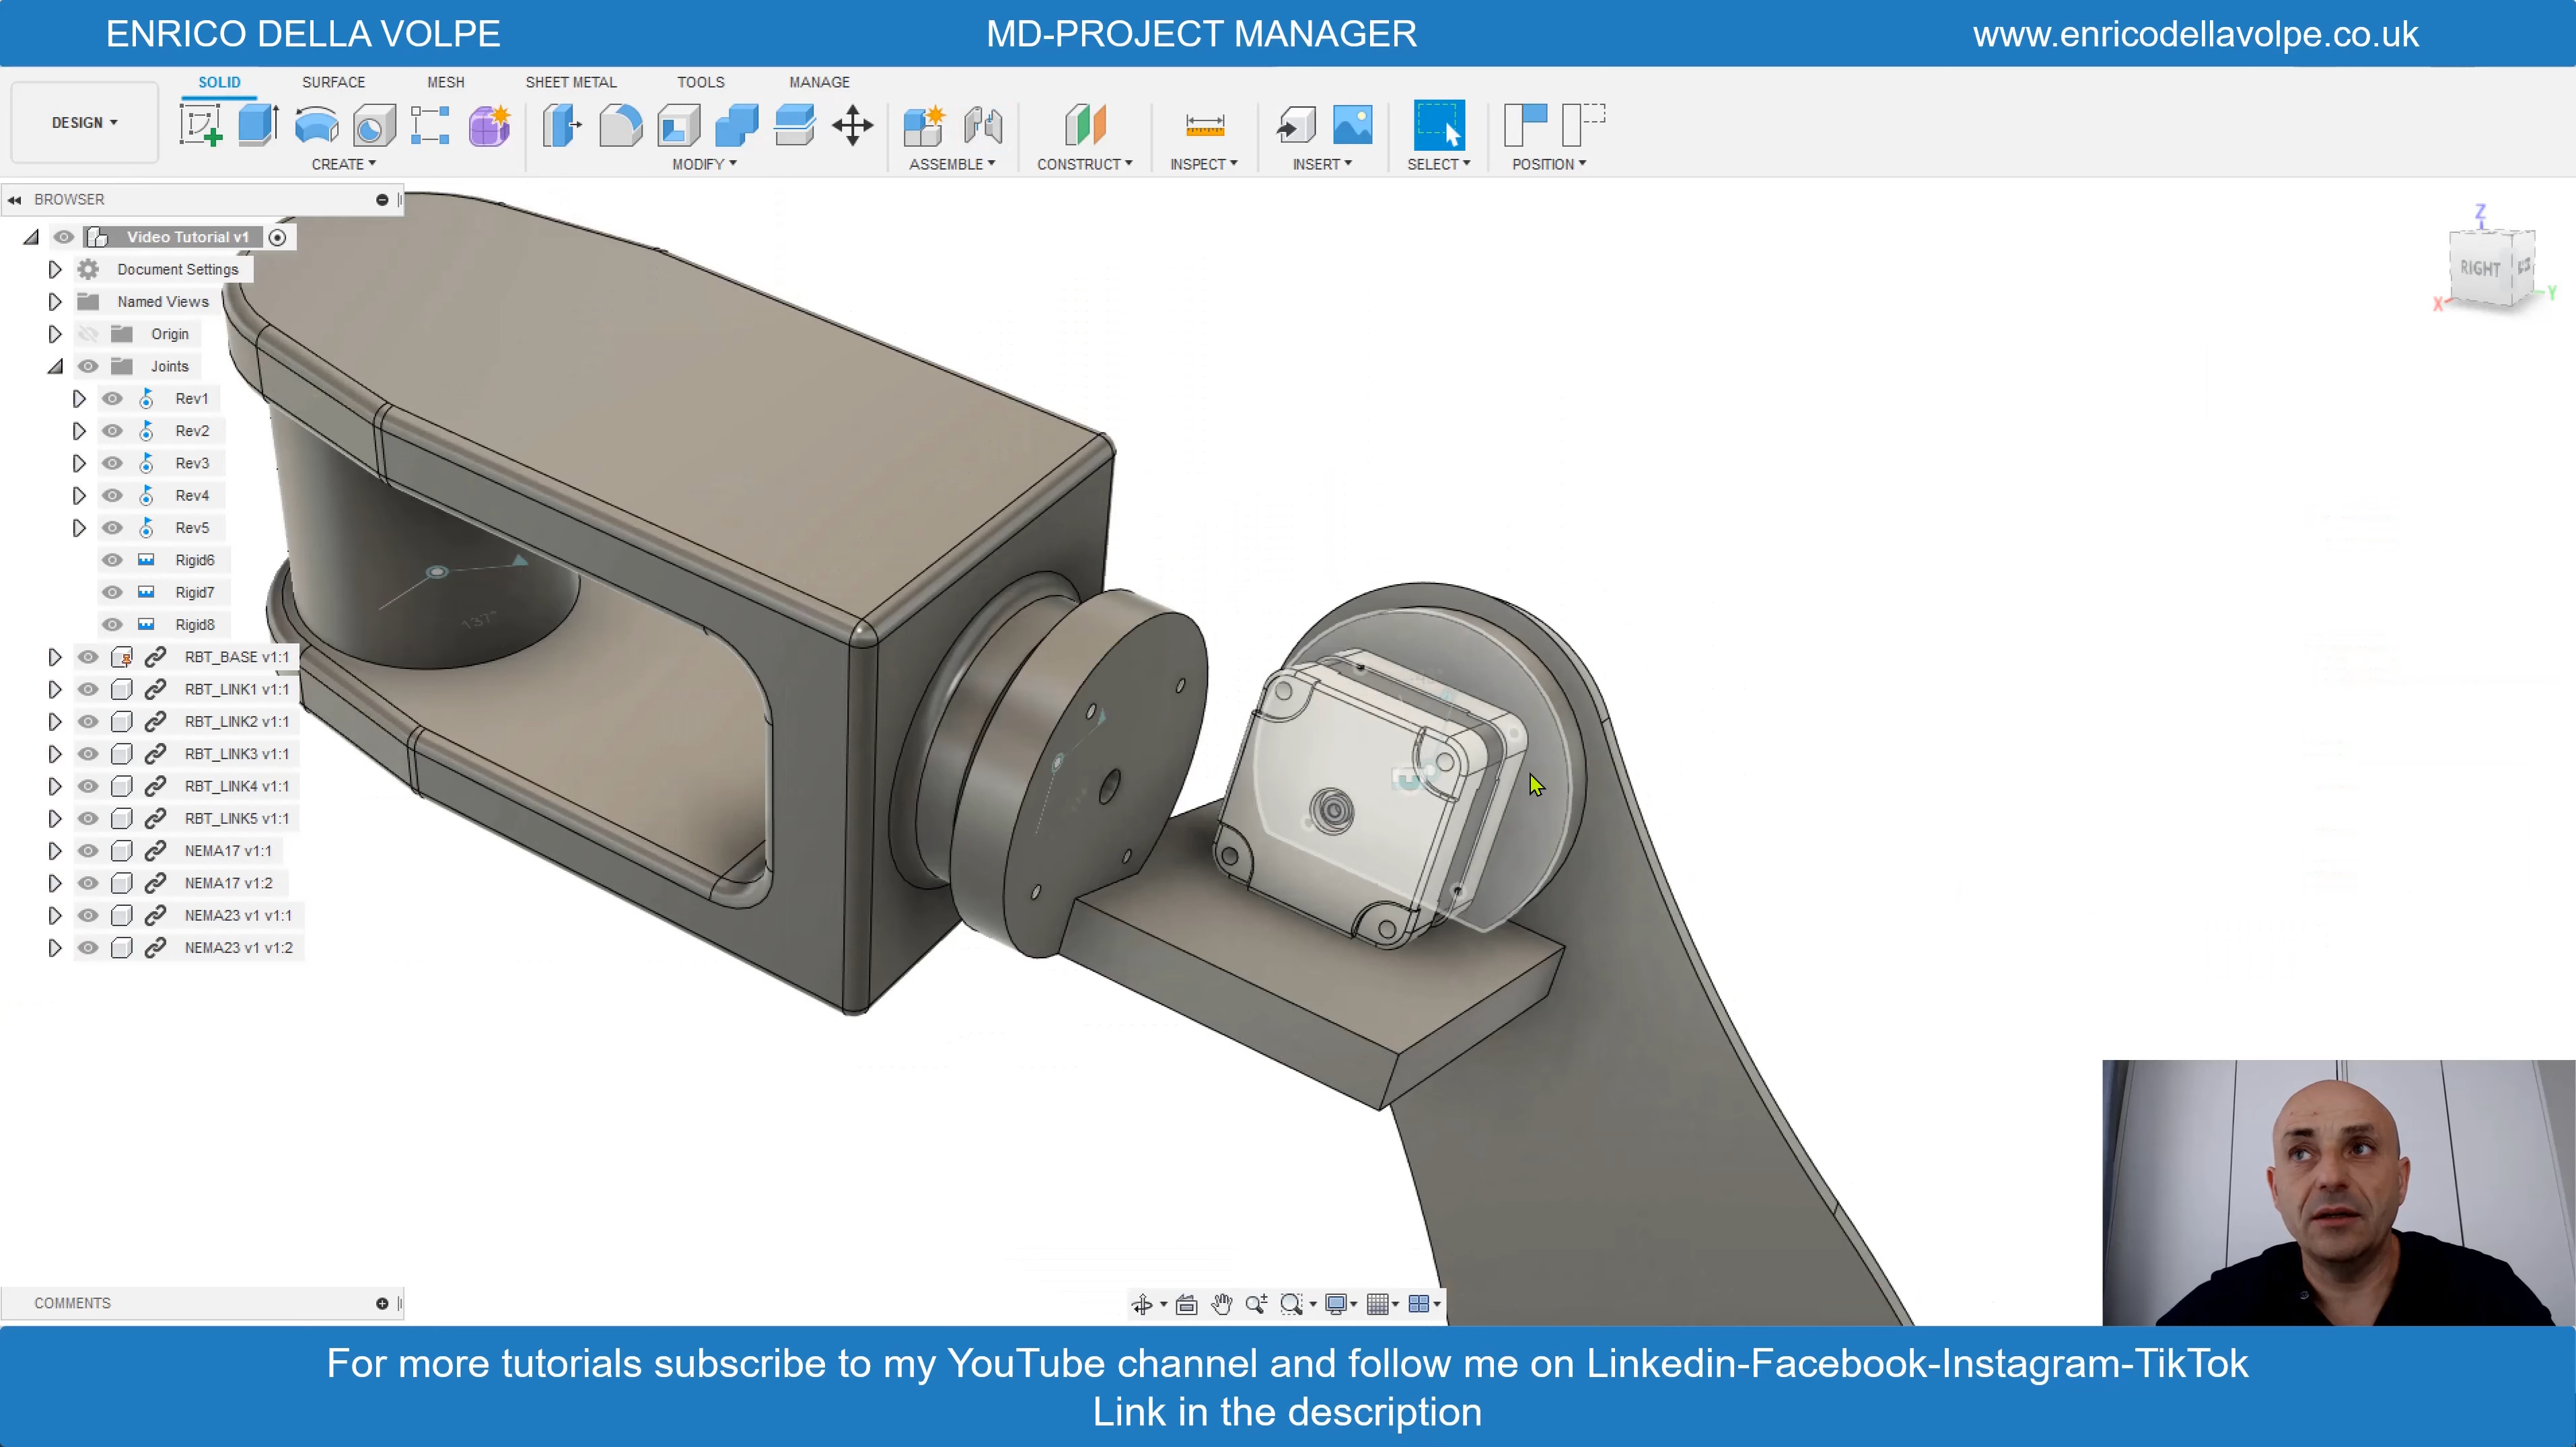 ENRICO DELLA VOLPE
MD-PROJECT MANAGER
www.enricodellavolpe.co.uk
SOLID
SURFACE
MESH
SHEET METAL
TOOLS
MANAGE
DESIGN
CREATE
MODIFY
ASSEMBLE
CONSTRUCT
INSPECT
INSERT
SELECT
POSITION
BROWSER
Video Tutorial v1
Document Settings
Named Views
Origin
Joints
Rev1
Rev2
Rev3
Rev4
Rev5
Rigid6
Rigid7
Rigid8
RBT_BASE v1:1
RBT_LINK1 v1:1
RBT_LINK2 v1:1
RBT_LINK3 v1:1
RBT_LINK4 v1:1
RBT_LINK5 v1:1
NEMA17 v1:1
NEMA17 v1:2
NEMA23 v1 v1:1
NEMA23 v1 v1:2
Z
RIGHT
X
Y
COMMENTS
For more tutorials subscribe to my YouTube channel and follow me on Linkedin-Facebook-Instagram-TikTok
Link in the description